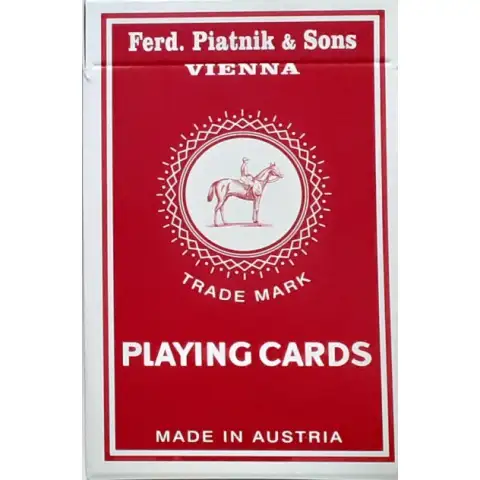 Ferd. Piatnik & Sons
VIENNA
TRADE MARK
PLAYING CARDS
MADE IN AUSTRIA